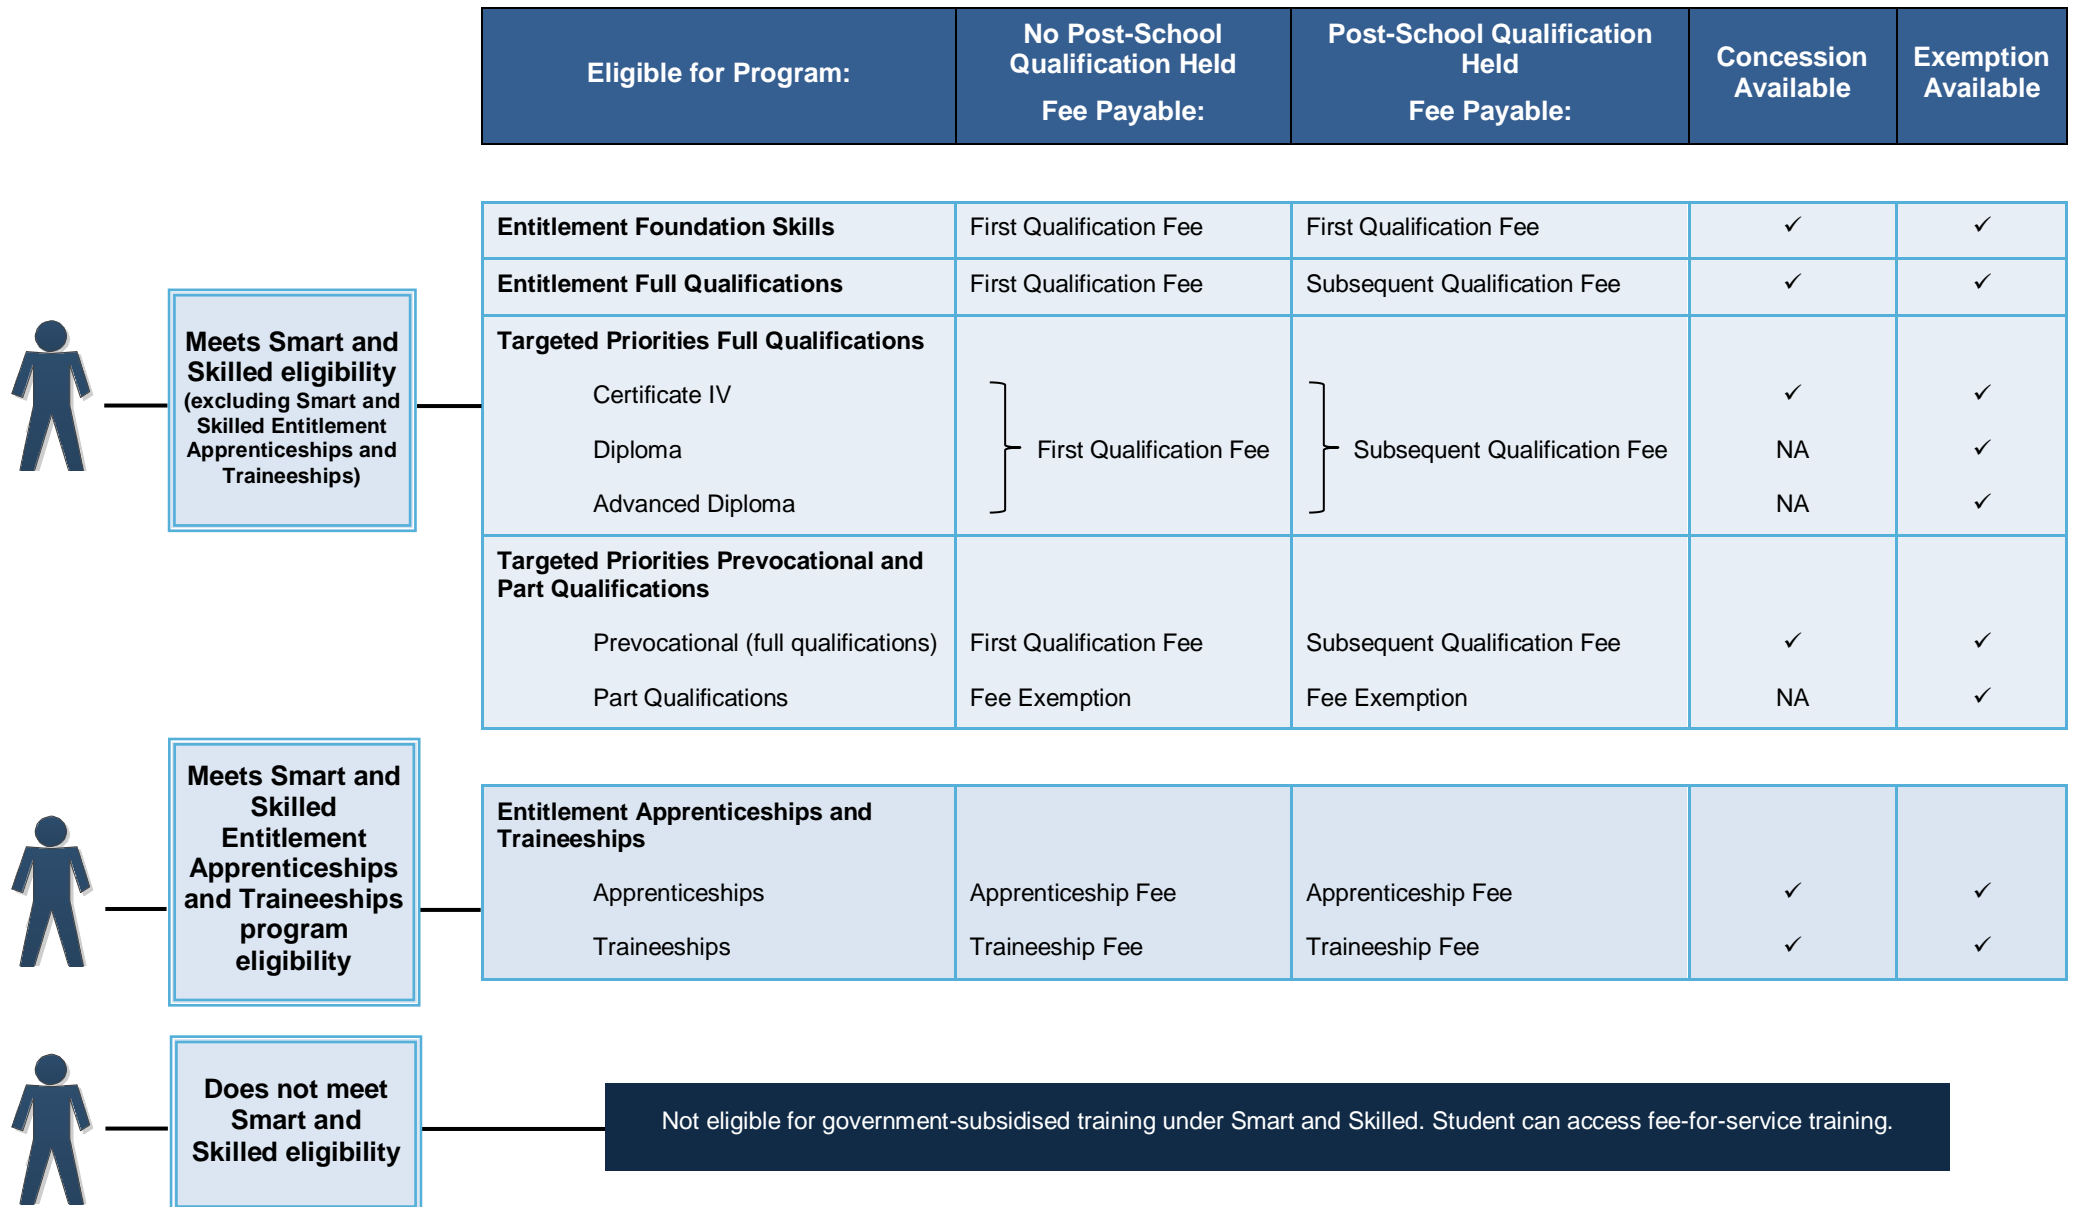 Eligible for Program:
No Post-School
Qualification Held
Fee Payable:
Post-School Qualification
Held
Fee Payable:
Concession
Available
Exemption
Available
Meets Smart and
Skilled eligibility
(excluding Smart and
Skilled Entitlement
Apprenticeships and
Traineeships)
Entitlement Foundation Skills First Qualification Fee First Qualification Fee ✓ ✓
Entitlement Full Qualifications First Qualification Fee Subsequent Qualification Fee ✓ ✓
Targeted Priorities Full Qualifications
Certificate IV ✓ ✓
Diploma First Qualification Fee Subsequent Qualification Fee NA ✓
Advanced Diploma NA ✓
Targeted Priorities Prevocational and
Part Qualifications
Prevocational (full qualifications) First Qualification Fee Subsequent Qualification Fee ✓ ✓
Part Qualifications Fee Exemption Fee Exemption NA ✓
Meets Smart and
Skilled
Entitlement
Apprenticeships
and Traineeships
program
eligibility
Entitlement Apprenticeships and
Traineeships
Apprenticeships Apprenticeship Fee Apprenticeship Fee ✓ ✓
Traineeships Traineeship Fee Traineeship Fee ✓ ✓
Does not meet
Smart and
Skilled eligibility
Not eligible for government-subsidised training under Smart and Skilled. Student can access fee-for-service training.